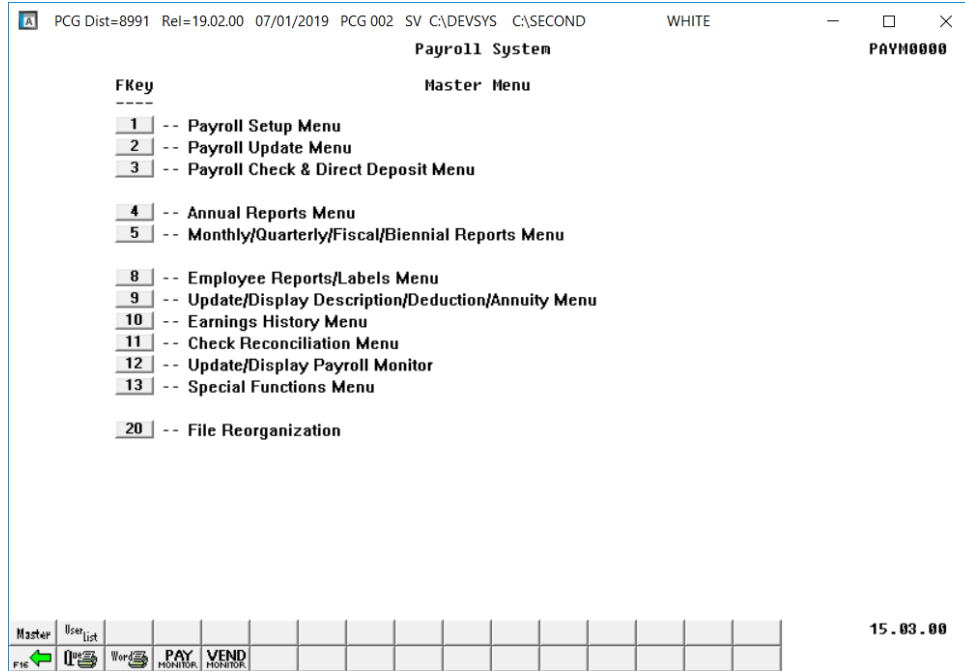 A PCG Dist=8991 Rel=19.02.00 07/01/2019 PCG 002 SV C:\DEVSYS C:\SECOND WHITE
Payroll System PAYM0000
FKey Master Menu
----
1 -- Payroll Setup Menu
2 -- Payroll Update Menu
3 -- Payroll Check & Direct Deposit Menu
4 -- Annual Reports Menu
5 -- Monthly/Quarterly/Fiscal/Biennial Reports Menu
8 -- Employee Reports/Labels Menu
9 -- Update/Display Description/Deduction/Annuity Menu
10 -- Earnings History Menu
11 -- Check Reconciliation Menu
12 -- Update/Display Payroll Monitor
13 -- Special Functions Menu
20 -- File Reorganization
Master User List 15.03.00
F16 Que Word PAY MONITOR VEND MONITOR